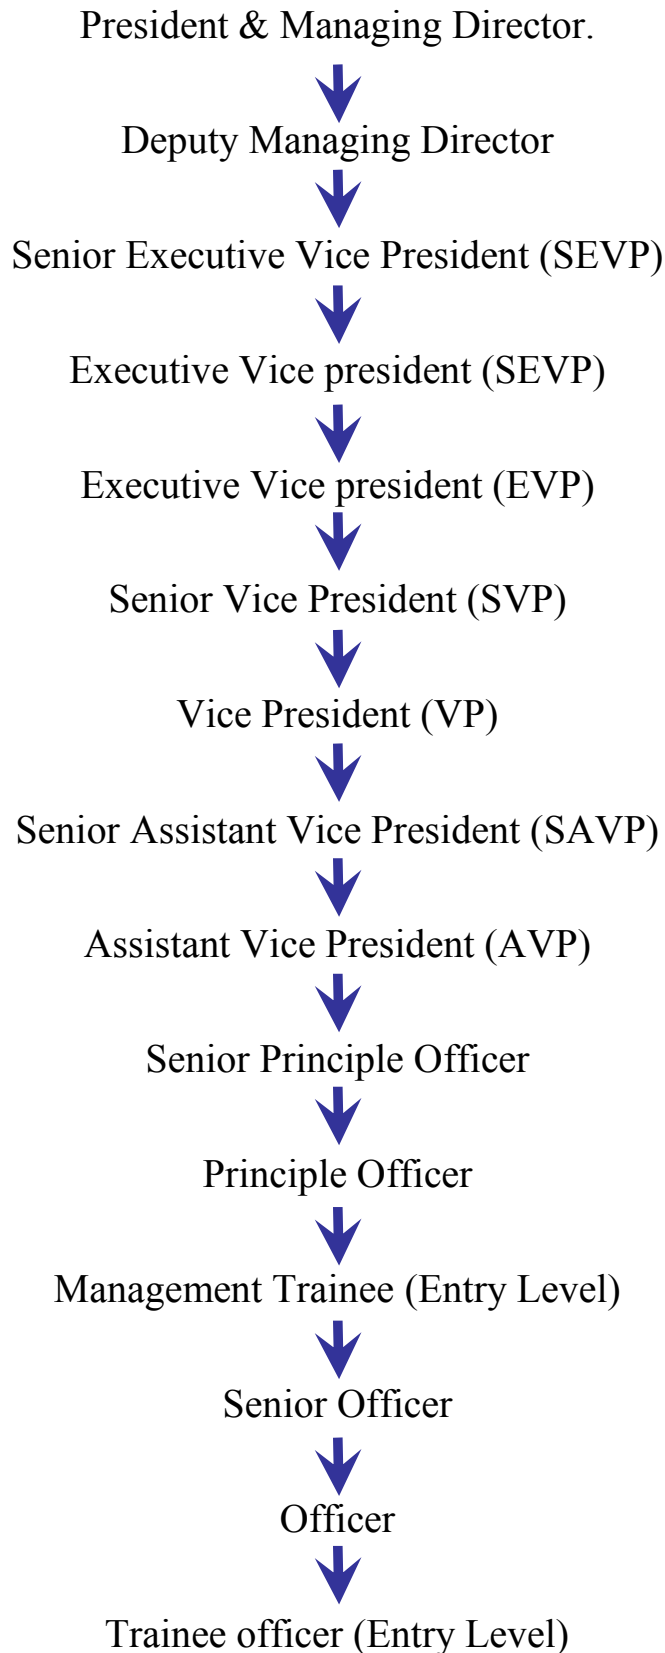 President & Managing Director.
Deputy Managing Director
Senior Executive Vice President (SEVP)
Executive Vice president (SEVP)
Executive Vice president (EVP)
Senior Vice President (SVP)
Vice President (VP)
Senior Assistant Vice President (SAVP)
Assistant Vice President (AVP)
Senior Principle Officer
Principle Officer
Management Trainee (Entry Level)
Senior Officer
Officer
Trainee officer (Entry Level)